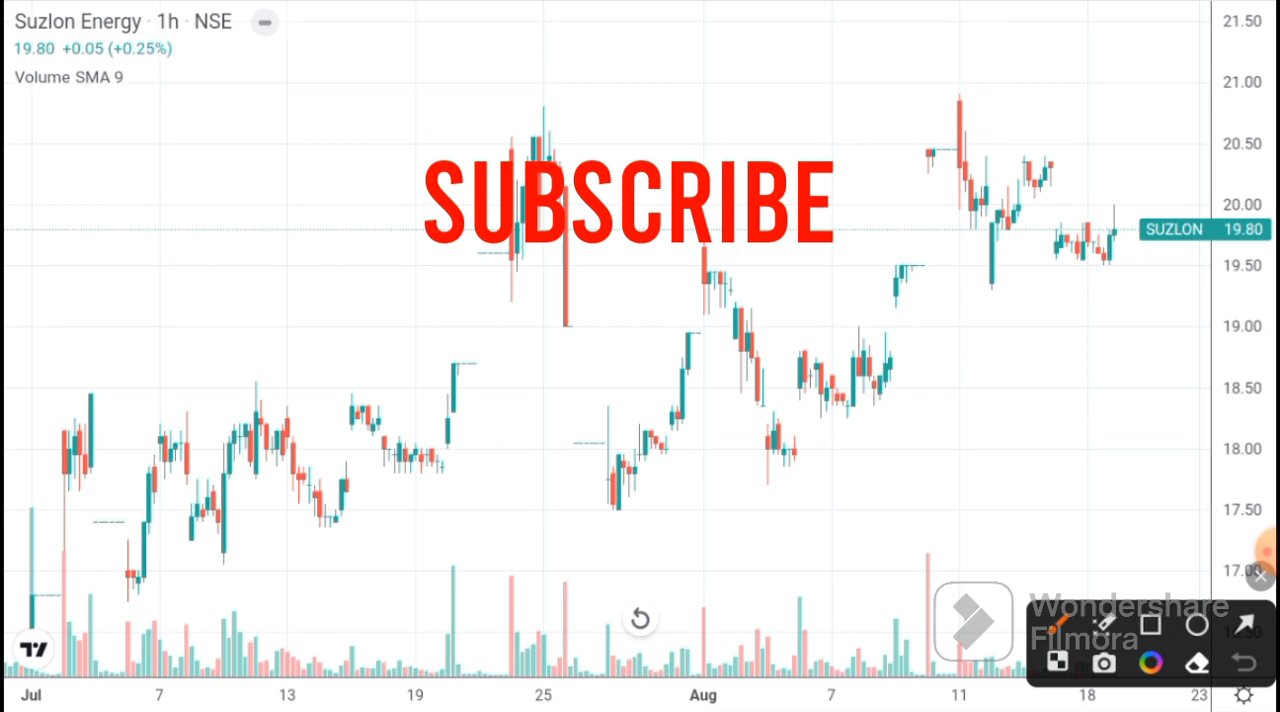 Suzlon Energy · 1h · NSE
19.80 +0.05 (+0.25%)
Volume SMA 9
SUBSCRIBE
21.50
21.00
20.50
20.00
SUZLON 19.80
19.50
19.00
18.50
18.00
17.50
17.00
Wondershare
Filmora
Jul 7 13 19 25 Aug 7 11 18 23